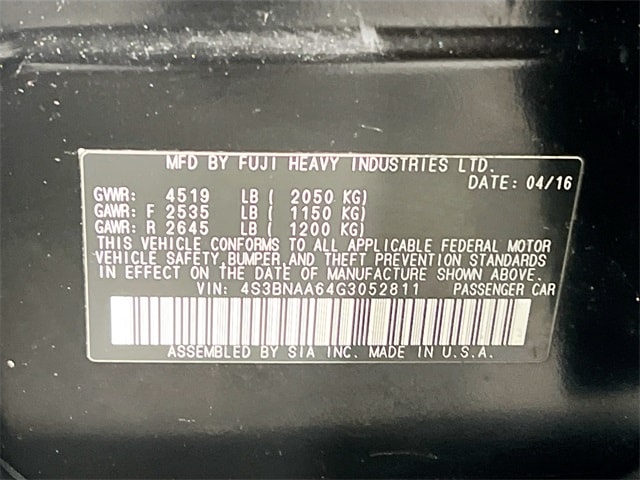 MFD BY FUJI HEAVY INDUSTRIES LTD.
DATE: 04/16
GVWR: 4519 LB ( 2050 KG)
GAWR: F 2535 LB ( 1150 KG)
GAWR: R 2645 LB ( 1200 KG)
THIS VEHICLE CONFORMS TO ALL APPLICABLE FEDERAL MOTOR
VEHICLE SAFETY, BUMPER, AND THEFT PREVENTION STANDARDS
IN EFFECT ON THE DATE OF MANUFACTURE SHOWN ABOVE.
VIN: 4S3BNAA64G3052811 PASSENGER CAR
ASSEMBLED BY SIA INC. MADE IN U.S.A.